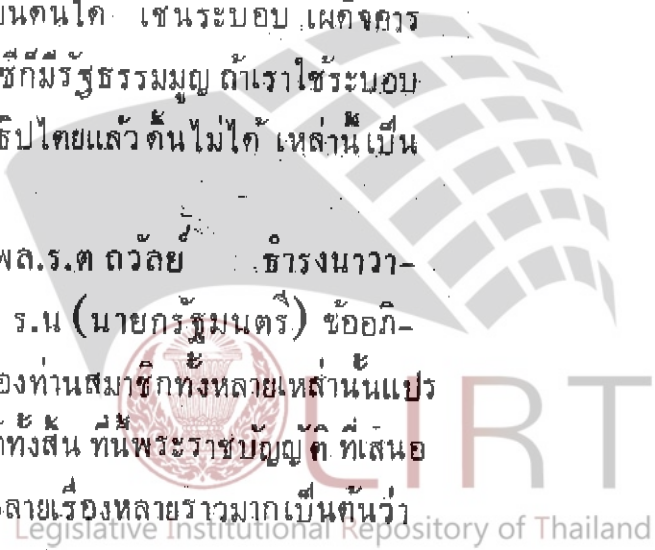 ป็นต้นได้ เช่นระบอบ เผด็จการ
ซีก็มีรัฐธรรมมูญ ถ้าเราใช้ระบอบ
ธิปไตยแล้ว ดั้นไม่ได้ เหล่านี้ เป็น
พล.ร.ต ถวัลย์ ธำรงนาวา-
ร.น (นายกรัฐมนตรี) ข้ออภิ-
องท่านสมาชิกทั้งหลายเหล่านั้นแปร
ทั้งสิ้น ที่นี้พระราชบัญญัติ ที่เสนอ
ลายเรื่องหลายราวมากเป็นต้นว่า
LIRT
Legislative Institutional Repository of Thailand